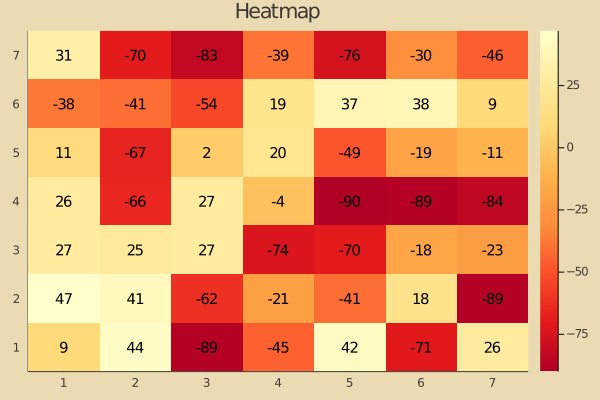 Heatmap
7 31 -70 -83 -39 -76 -30 -46
6 -38 -41 -54 19 37 38 9
5 11 -67 2 20 -49 -19 -11
4 26 -66 27 -4 -90 -89 -84
3 27 25 27 -74 -70 -18 -23
2 47 41 -62 -21 -41 18 -89
1 9 44 -89 -45 42 -71 26
1 2 3 4 5 6 7
25
0
−25
−50
−75